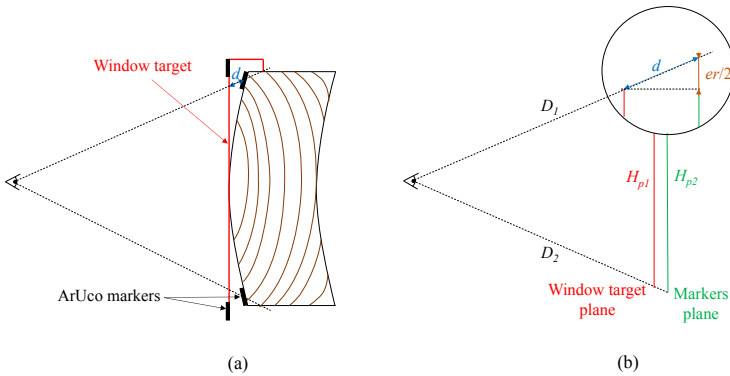 Window target
d
ArUco markers
(a)
d
er/2
D1
Hp1
Hp2
D2
Window target
plane
Markers
plane
(b)